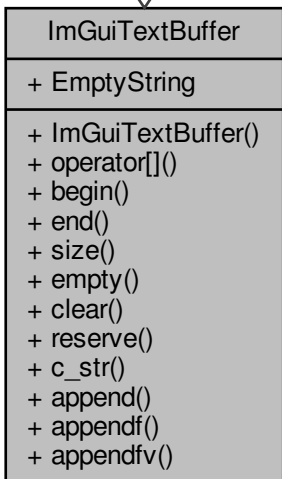 ImGuiTextBuffer
+ EmptyString
+ ImGuiTextBuffer()
+ operator[]()
+ begin()
+ end()
+ size()
+ empty()
+ clear()
+ reserve()
+ c_str()
+ append()
+ appendf()
+ appendfv()